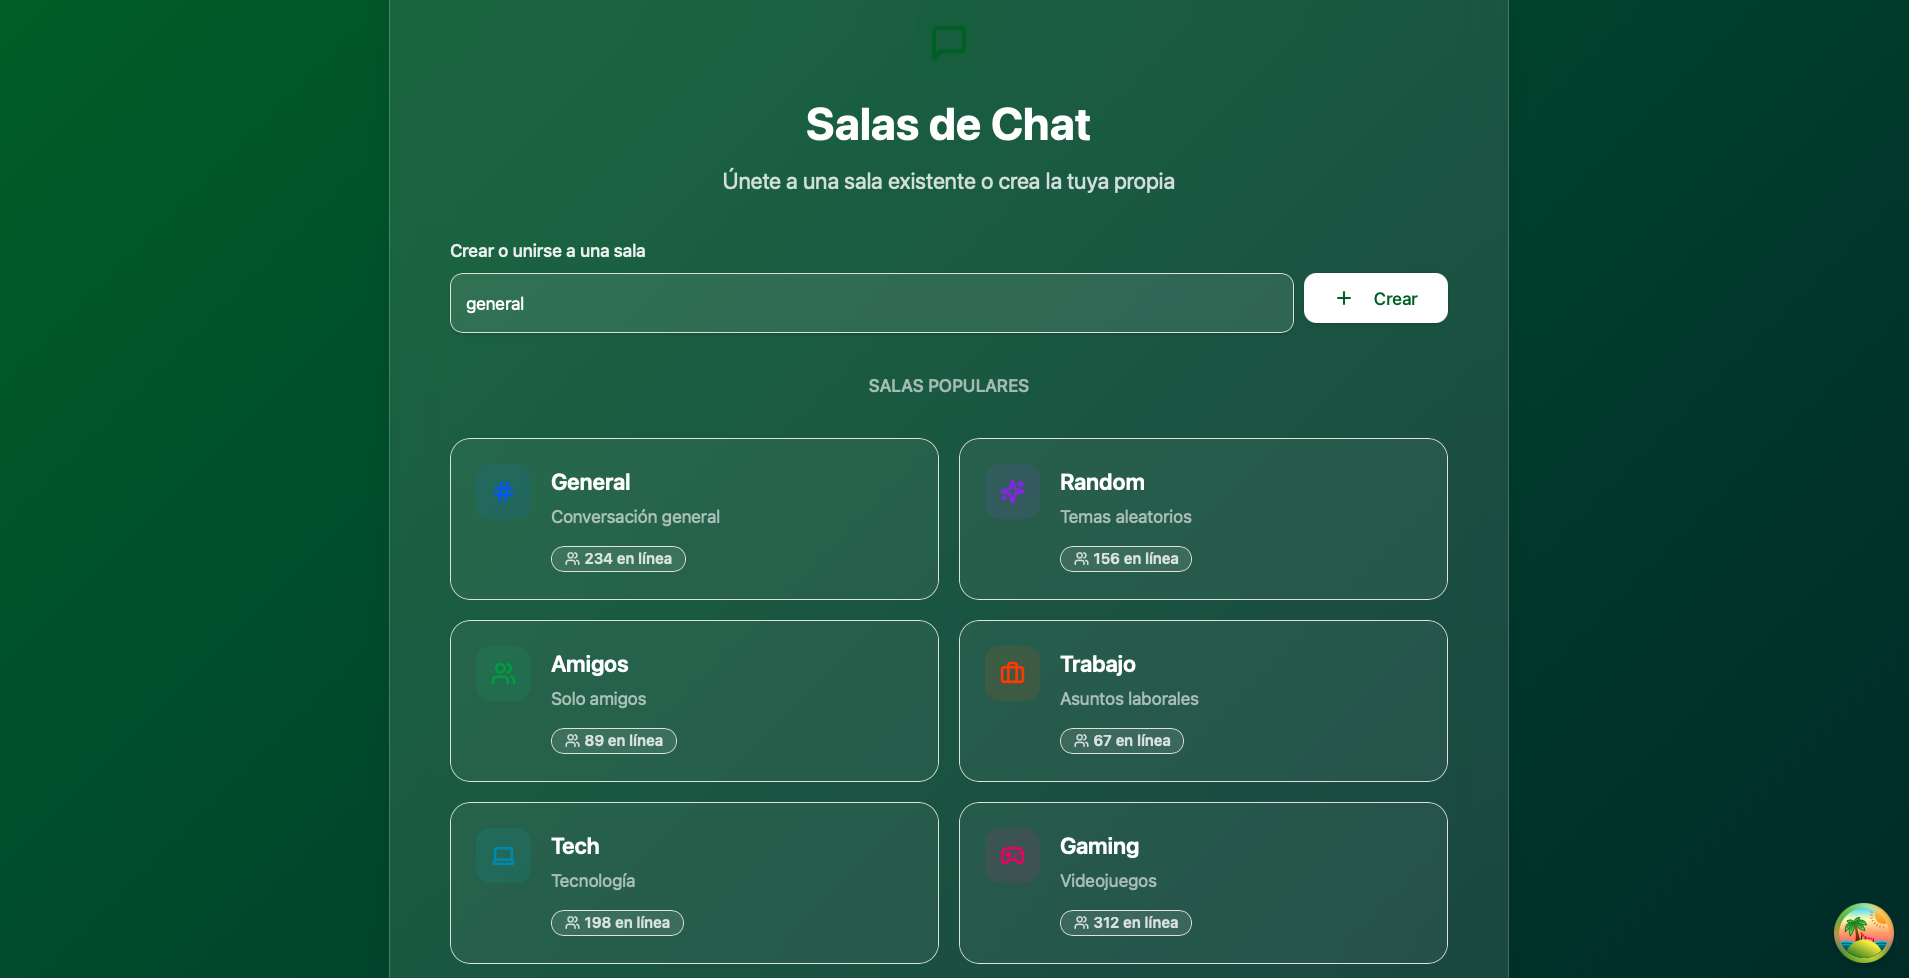 Salas de Chat
Únete a una sala existente o crea la tuya propia
Crear o unirse a una sala
general
Crear
SALAS POPULARES
General
Conversación general
234 en línea
Random
Temas aleatorios
156 en línea
Amigos
Solo amigos
89 en línea
Trabajo
Asuntos laborales
67 en línea
Tech
Tecnología
198 en línea
Gaming
Videojuegos
312 en línea